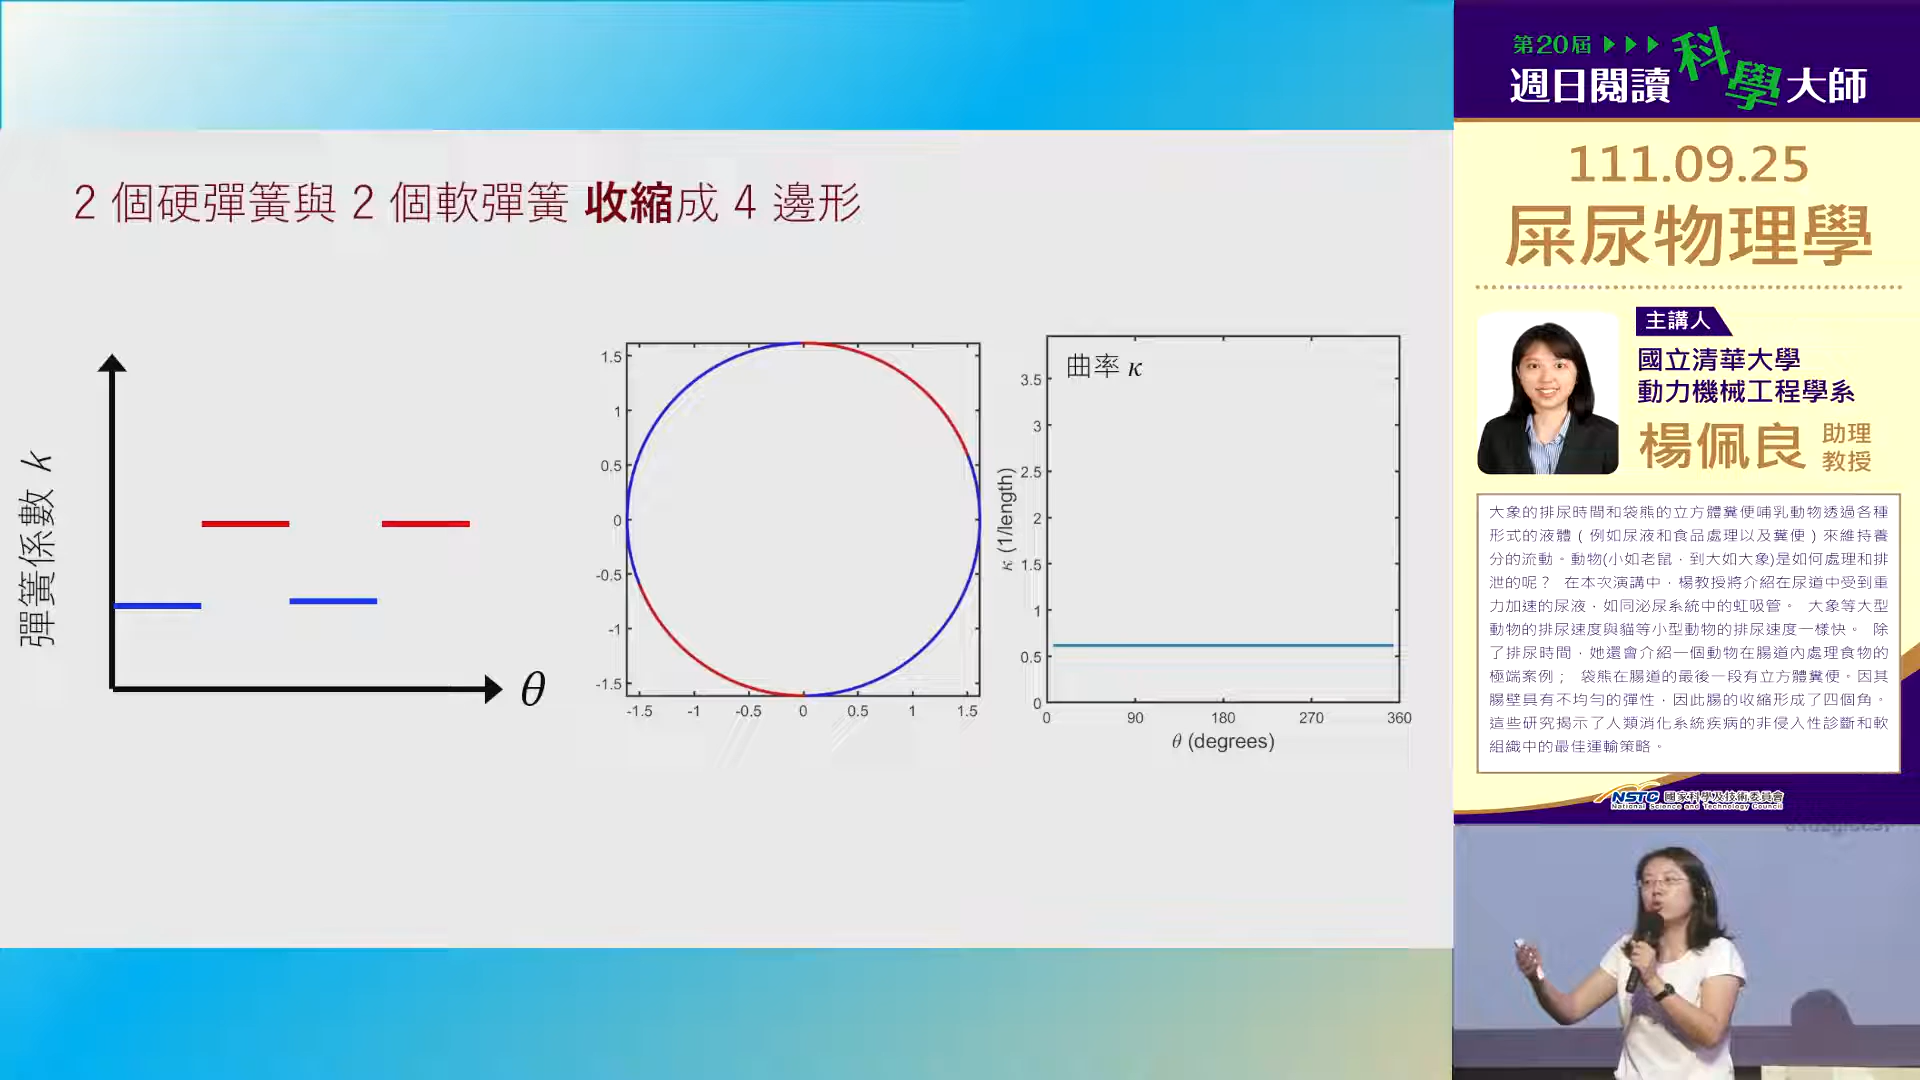 2 個硬彈簧與 2 個軟彈簧 收縮成 4 邊形
彈簧係數 k
θ
1.5
1
0.5
0
-0.5
-1
-1.5
-1.5 -1 -0.5 0 0.5 1 1.5
曲率 κ
κ (1/length)
3.5
3
2.5
2
1.5
1
0.5
0
0 90 180 270 360
θ (degrees)
第20屆
週日閱讀科學大師
111.09.25
屎尿物理學
主講人
國立清華大學
動力機械工程學系
楊佩良 助理教授
大象的排尿時間和袋熊的立方體糞便哺乳動物透過各種
形式的液體（例如尿液和食品處理以及糞便）來維持養
分的流動。動物(小如老鼠，到大如大象)是如何處理和排
泄的呢？ 在本次演講中，楊教授將介紹在尿道中受到重
力加速的尿液，如同泌尿系統中的虹吸管。 大象等大型
動物的排尿速度與貓等小型動物的排尿速度一樣快。 除
了排尿時間，她還會介紹一個動物在腸道內處理食物的
極端案例； 袋熊在腸道的最後一段有立方體糞便。因其
腸壁具有不均勻的彈性，因此腸的收縮形成了四個角。
這些研究揭示了人類消化系統疾病的非侵入性診斷和軟
組織中的最佳運輸策略。
NSTC 國家科學及技術委員會
National Science and Technology Council